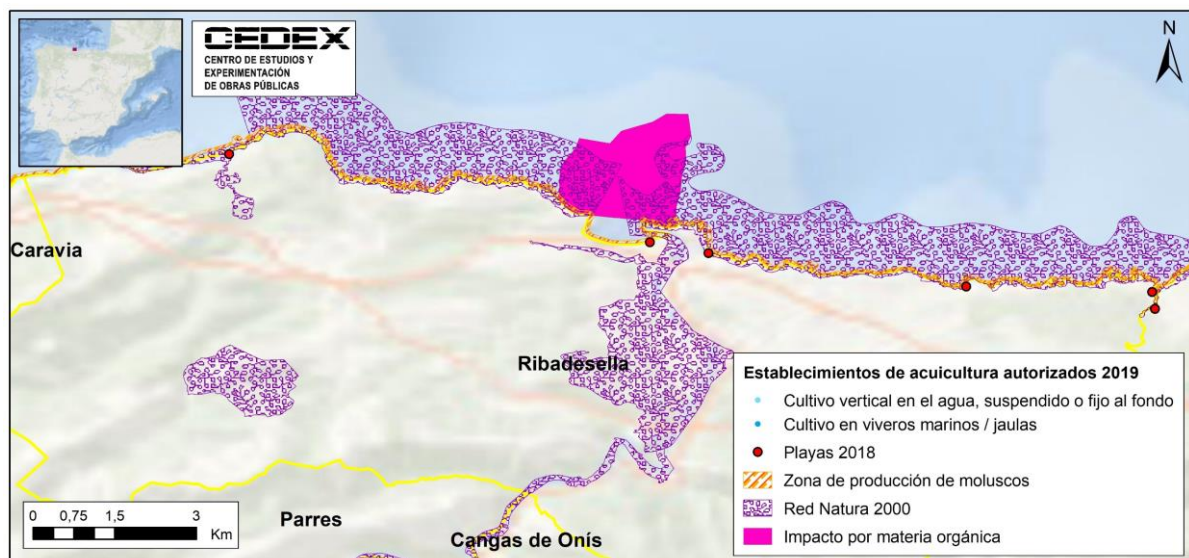 CEDEX
CENTRO DE ESTUDIOS Y
EXPERIMENTACIÓN
DE OBRAS PÚBLICAS
N
Caravia
Ribadesella
Parres
Cangas de Onís
0 0,75 1,5 3
Km
Establecimientos de acuicultura autorizados 2019
Cultivo vertical en el agua, suspendido o fijo al fondo
Cultivo en viveros marinos / jaulas
Playas 2018
Zona de producción de moluscos
Red Natura 2000
Impacto por materia orgánica